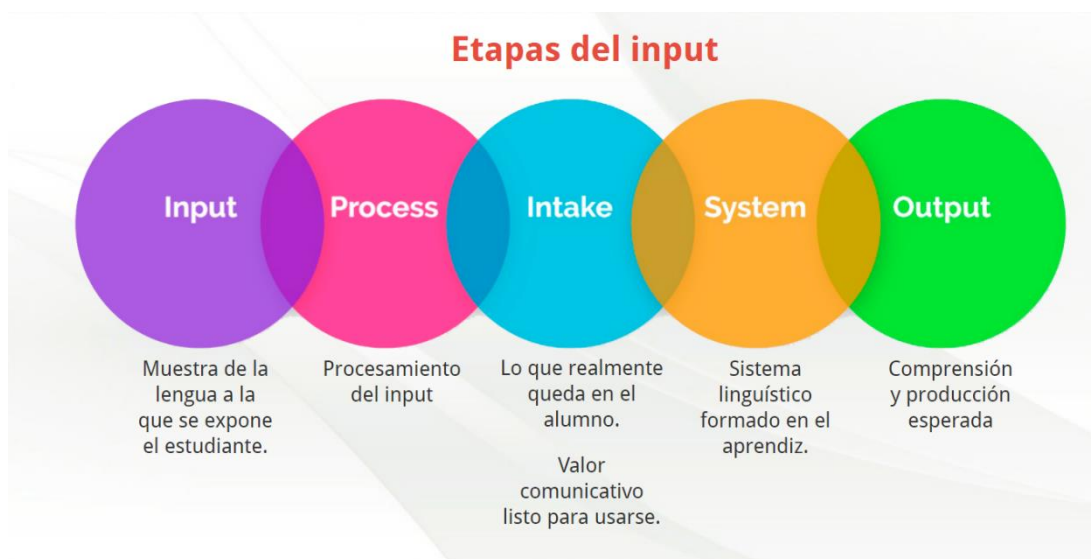 Etapas del input
Input
Process
Intake
System
Output
Muestra de la
lengua a la
que se expone
el estudiante.
Procesamiento
del input
Lo que realmente
queda en el
alumno.
Valor
comunicativo
listo para usarse.
Sistema
linguístico
formado en el
aprendiz.
Comprensión
y producción
esperada